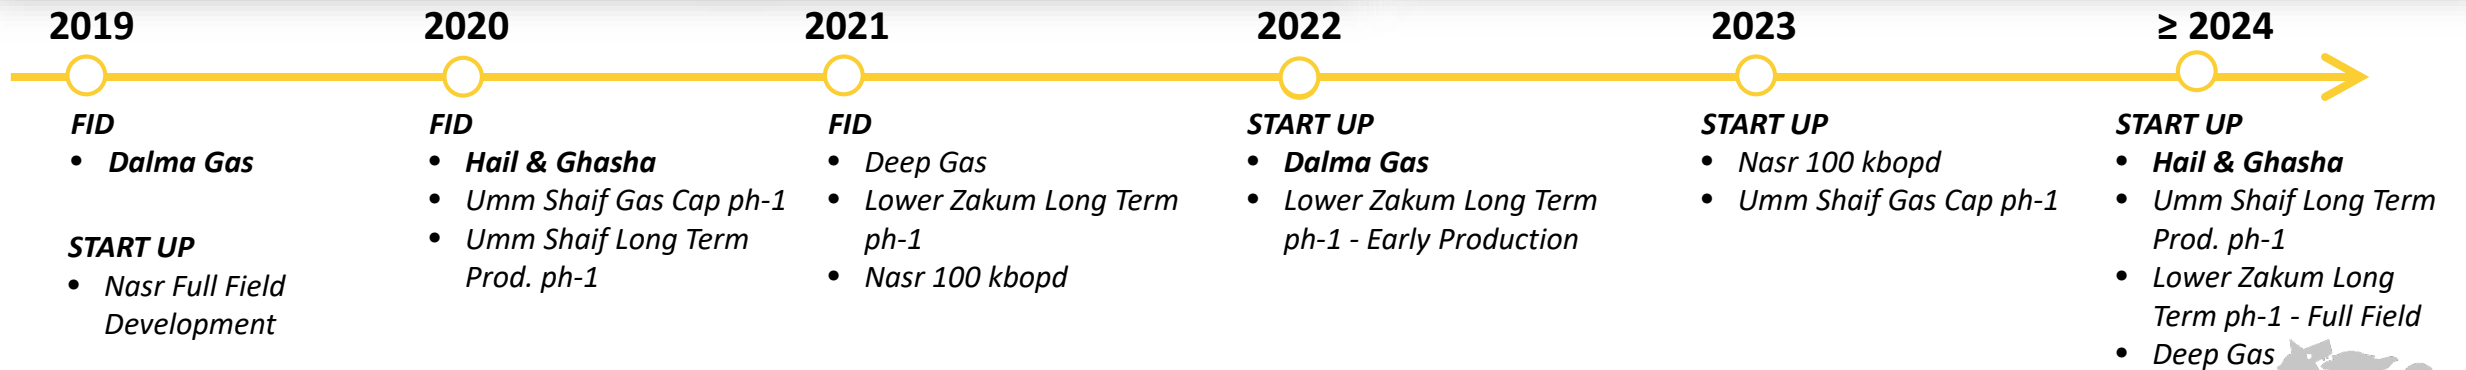 2019
FID
• Dalma Gas
START UP
• Nasr Full Field
Development
2020
FID
• Hail & Ghasha
• Umm Shaif Gas Cap ph-1
• Umm Shaif Long Term
Prod. ph-1
2021
FID
• Deep Gas
• Lower Zakum Long Term
ph-1
• Nasr 100 kbopd
2022
START UP
• Dalma Gas
• Lower Zakum Long Term
ph-1 - Early Production
2023
START UP
• Nasr 100 kbopd
• Umm Shaif Gas Cap ph-1
≥ 2024
START UP
• Hail & Ghasha
• Umm Shaif Long Term
Prod. ph-1
• Lower Zakum Long
Term ph-1 - Full Field
• Deep Gas